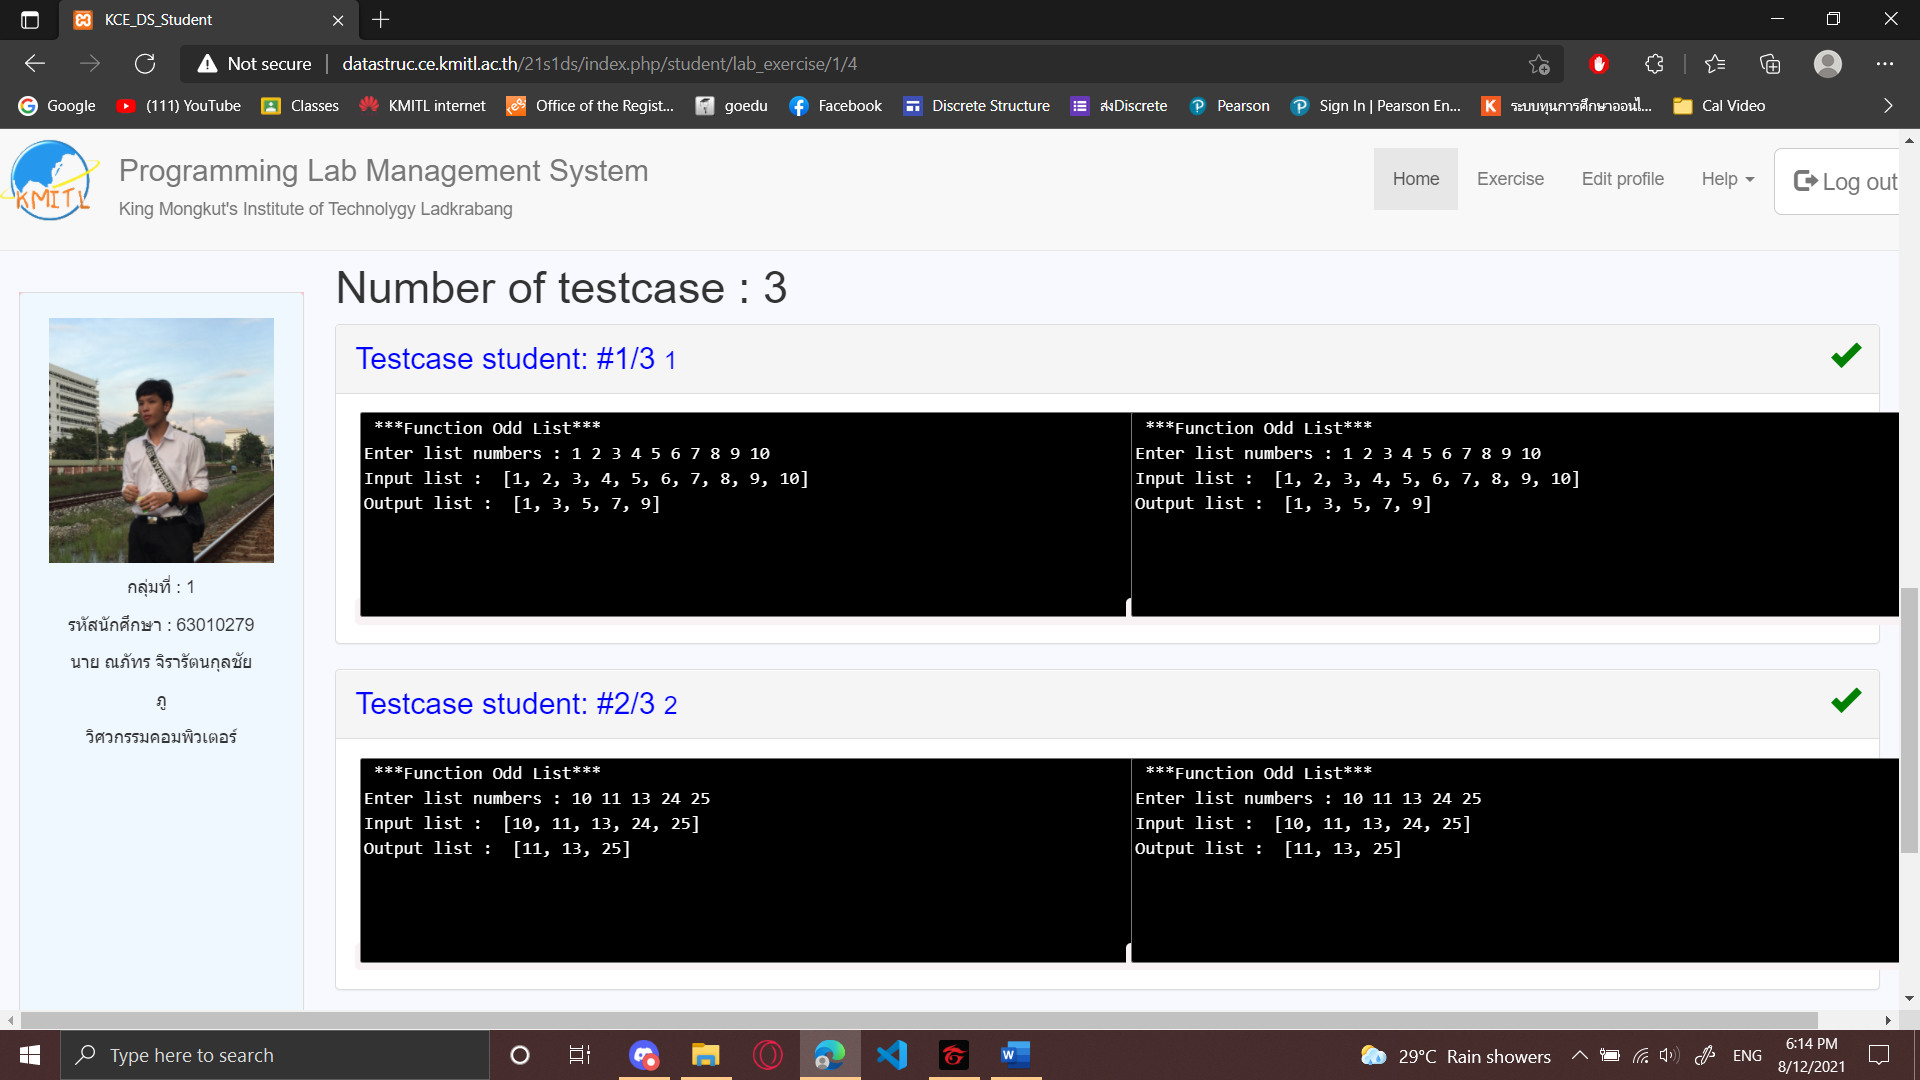 KCE_DS_Student
Not secure
datastruc.ce.kmitl.ac.th/21s1ds/index.php/student/lab_exercise/1/4
Google
(111) YouTube
Classes
KMITL internet
Office of the Regist...
goedu
Facebook
Discrete Structure
ส่งDiscrete
Pearson
Sign In | Pearson En...
ระบบทุนการศึกษาออนไ...
Cal Video
KMITL
Programming Lab Management System
King Mongkut's Institute of Technolygy Ladkrabang
Home
Exercise
Edit profile
Help
Log out
กลุ่มที่ : 1
รหัสนักศึกษา : 63010279
นาย ณภัทร จิรารัตนกุลชัย
ภู
วิศวกรรมคอมพิวเตอร์
Number of testcase : 3
Testcase student: #1/3 1
***Function Odd List***
Enter list numbers : 1 2 3 4 5 6 7 8 9 10
Input list :  [1, 2, 3, 4, 5, 6, 7, 8, 9, 10]
Output list :  [1, 3, 5, 7, 9]
***Function Odd List***
Enter list numbers : 1 2 3 4 5 6 7 8 9 10
Input list :  [1, 2, 3, 4, 5, 6, 7, 8, 9, 10]
Output list :  [1, 3, 5, 7, 9]
Testcase student: #2/3 2
***Function Odd List***
Enter list numbers : 10 11 13 24 25
Input list :  [10, 11, 13, 24, 25]
Output list :  [11, 13, 25]
***Function Odd List***
Enter list numbers : 10 11 13 24 25
Input list :  [10, 11, 13, 24, 25]
Output list :  [11, 13, 25]
Type here to search
29°C Rain showers
ENG
6:14 PM
8/12/2021